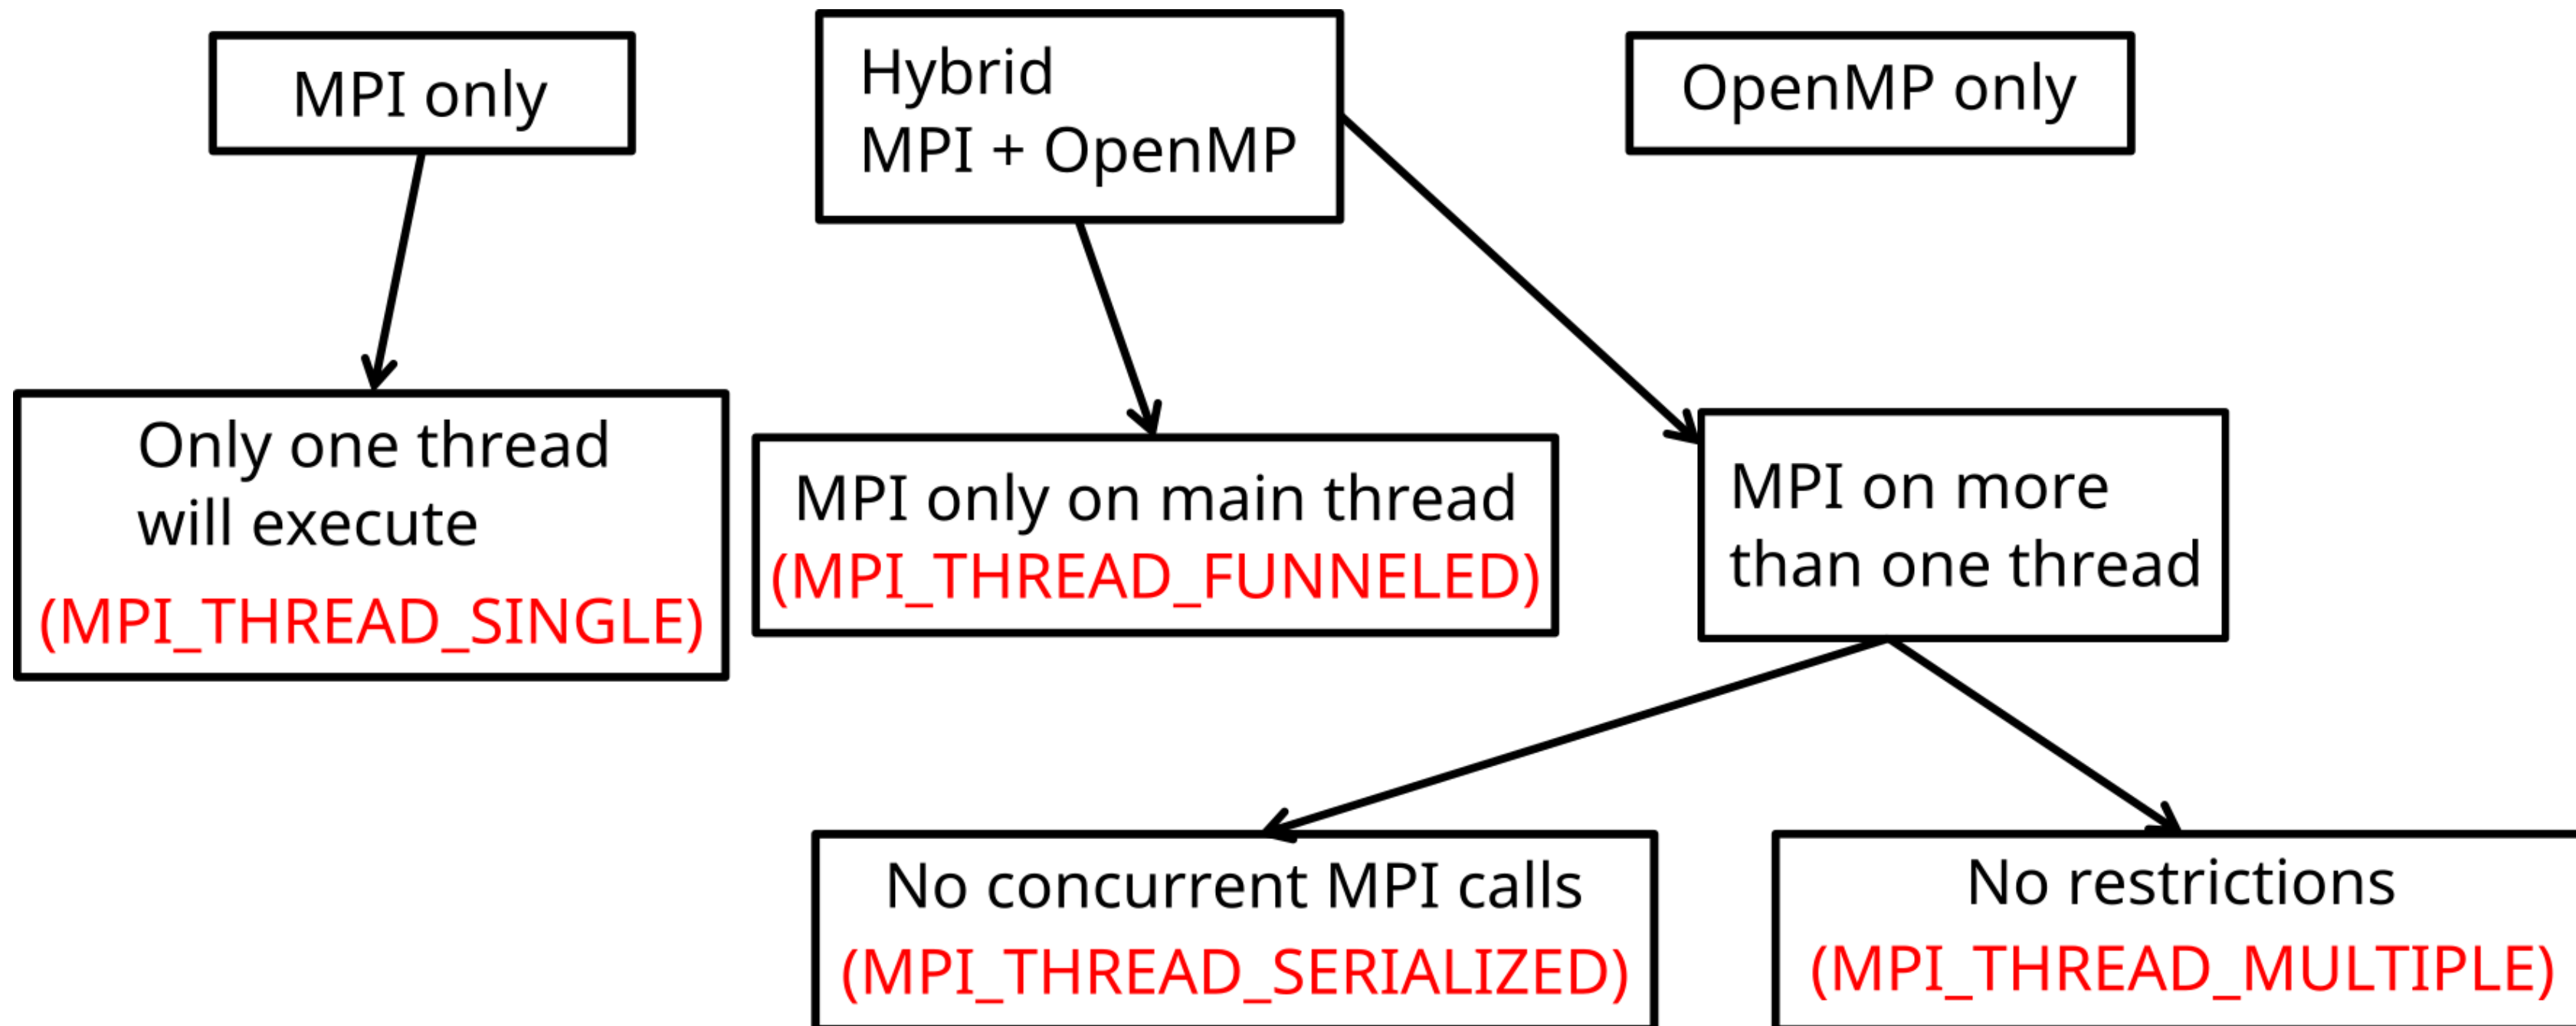 MPI only
Hybrid
MPI + OpenMP
OpenMP only
Only one thread
will execute
(MPI_THREAD_SINGLE)
MPI only on main thread
(MPI_THREAD_FUNNELED)
MPI on more
than one thread
No concurrent MPI calls
(MPI_THREAD_SERIALIZED)
No restrictions
(MPI_THREAD_MULTIPLE)